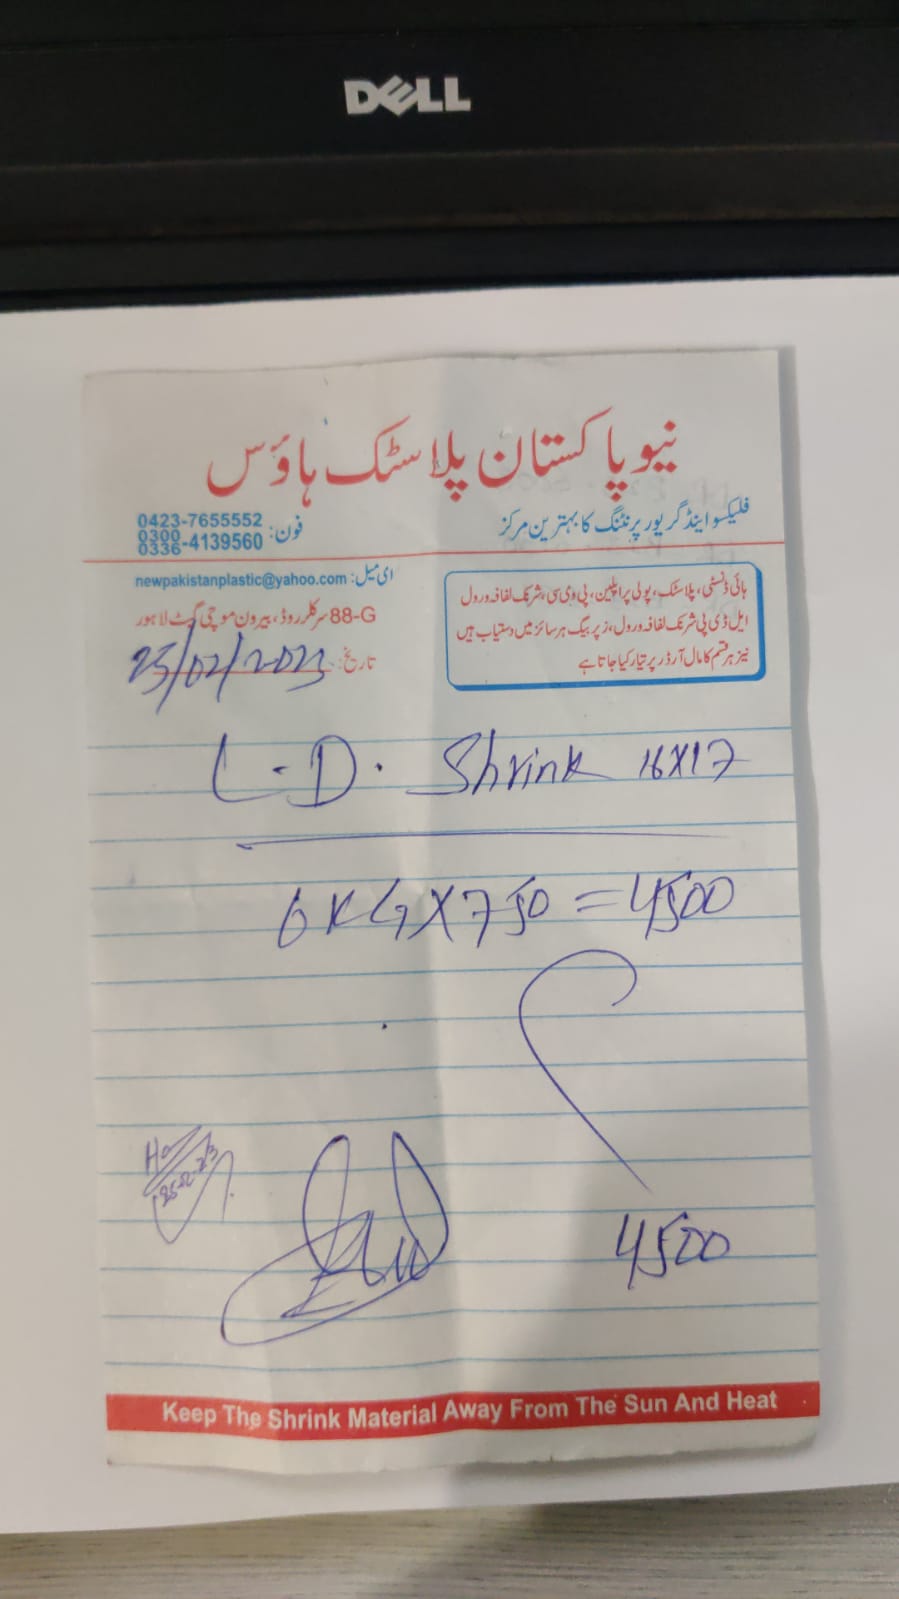 DELL
نیو پاکستان پلاسٹک ہاؤس
فلیکسو اینڈ گریور پرنٹنگ کا بہترین مرکز
فون: 0423-7655552
0300
0336-4139560
ای میل: newpakistanplastic@yahoo.com
88-G سرکلر روڈ، بیرون موچی گیٹ لاہور
تاریخ: 25/02/2023
ہائی ڈنسٹی، پلاسٹک، پولی پراپلین، پی وی سی، شرنک لفافہ و رول
ایل ڈی پی شرنک لفافہ و رول، زپر بیگ ہر سائز میں دستیاب ہیں
نیز ہر قسم کا مال آرڈر پر تیار کیا جاتا ہے
L.D. Shrink 16X17
6KGX750=4500
4500
Keep The Shrink Material Away From The Sun And Heat